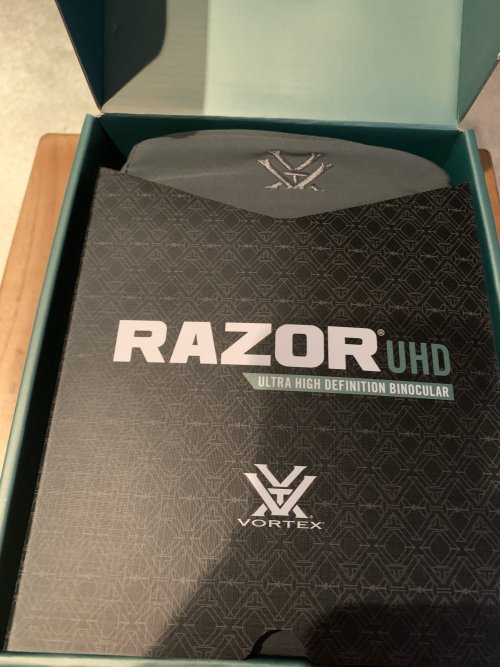 RAZOR® UHD
ULTRA HIGH DEFINITION BINOCULAR
VORTEX